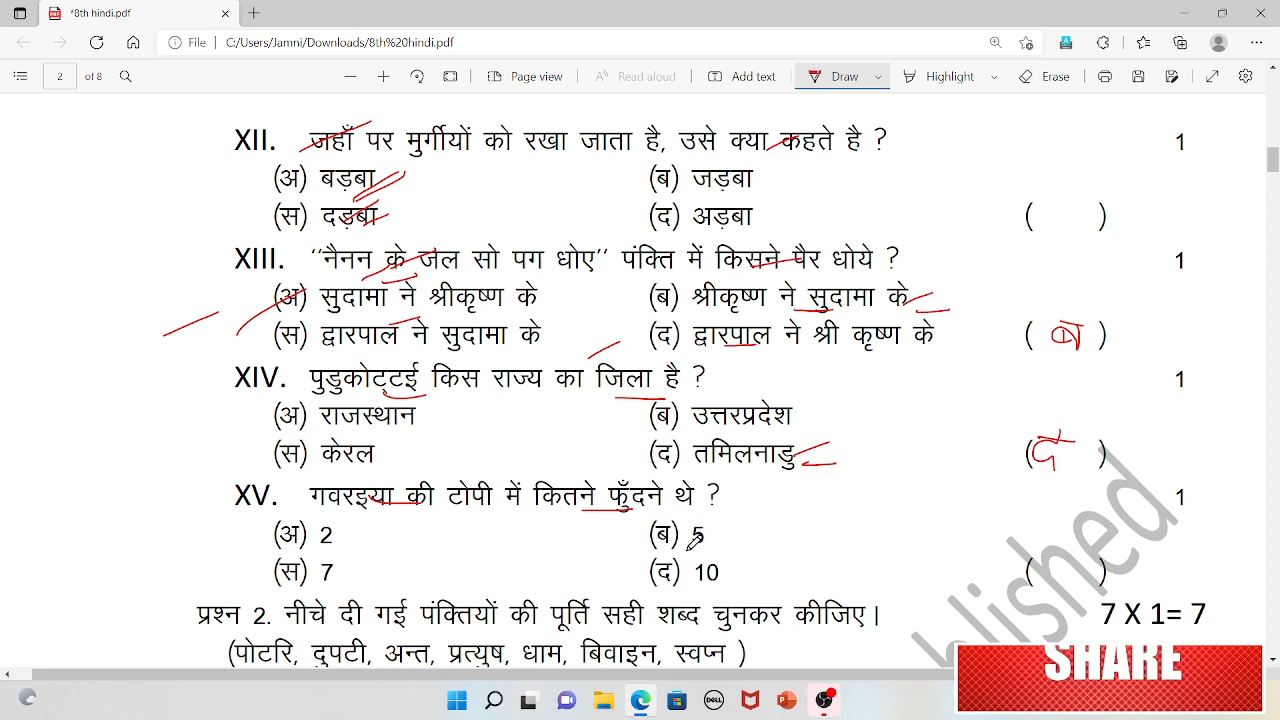 *8th hindi.pdf
File C:/Users/Jamni/Downloads/8th%20hindi.pdf
2 of 8 Page view Read aloud Add text Draw Highlight Erase
XII. जहाँ पर मुर्गीयों को रखा जाता है, उसे क्या कहते है ? 1
(अ) बड़बा (ब) जड़बा
(स) दड़बा (द) अड़बा ( )
XIII. “नैनन के जल सो पग धोए” पंक्ति में किसने पैर धोये ? 1
(अ) सुदामा ने श्रीकृष्ण के (ब) श्रीकृष्ण ने सुदामा के
(स) द्वारपाल ने सुदामा के (द) द्वारपाल ने श्री कृष्ण के ( ब )
XIV. पुडुकोट्टई किस राज्य का जिला है ? 1
(अ) राजस्थान (ब) उत्तरप्रदेश
(स) केरल (द) तमिलनाडु ( द )
XV. गवरइया की टोपी में कितने फुँदने थे ? 1
(अ) 2 (ब) 5
(स) 7 (द) 10 ( )
प्रश्न 2. नीचे दी गई पंक्तियों की पूर्ति सही शब्द चुनकर कीजिए। 7 X 1= 7
(पोटरि, दुपटी, अन्त, प्रत्युष, धाम, बिवाइन, स्वप्न )
SHARE
DELL